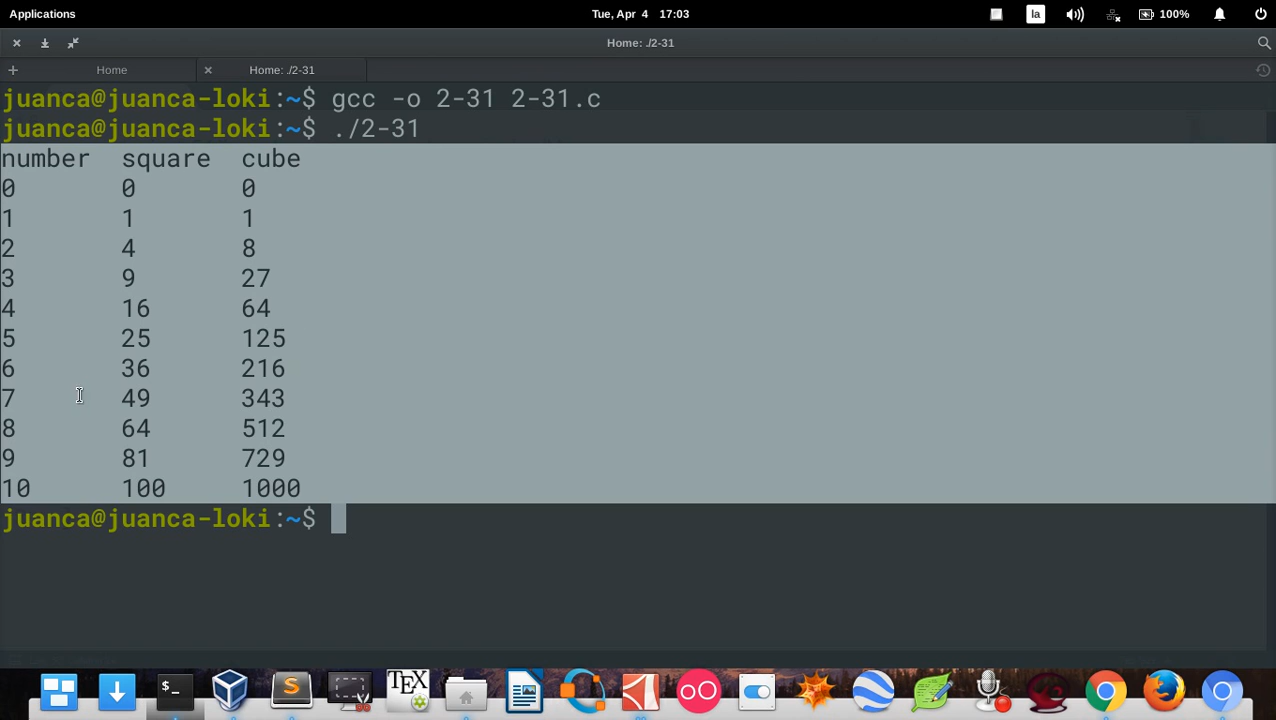 Applications Tue, Apr 4 17:03 la 100%
Home: ./2-31
Home Home: ./2-31
juanca@juanca-loki:~$ gcc -o 2-31 2-31.c
juanca@juanca-loki:~$ ./2-31
number square cube
0 0 0
1 1 1
2 4 8
3 9 27
4 16 64
5 25 125
6 36 216
7 49 343
8 64 512
9 81 729
10 100 1000
juanca@juanca-loki:~$
>_ S TEX